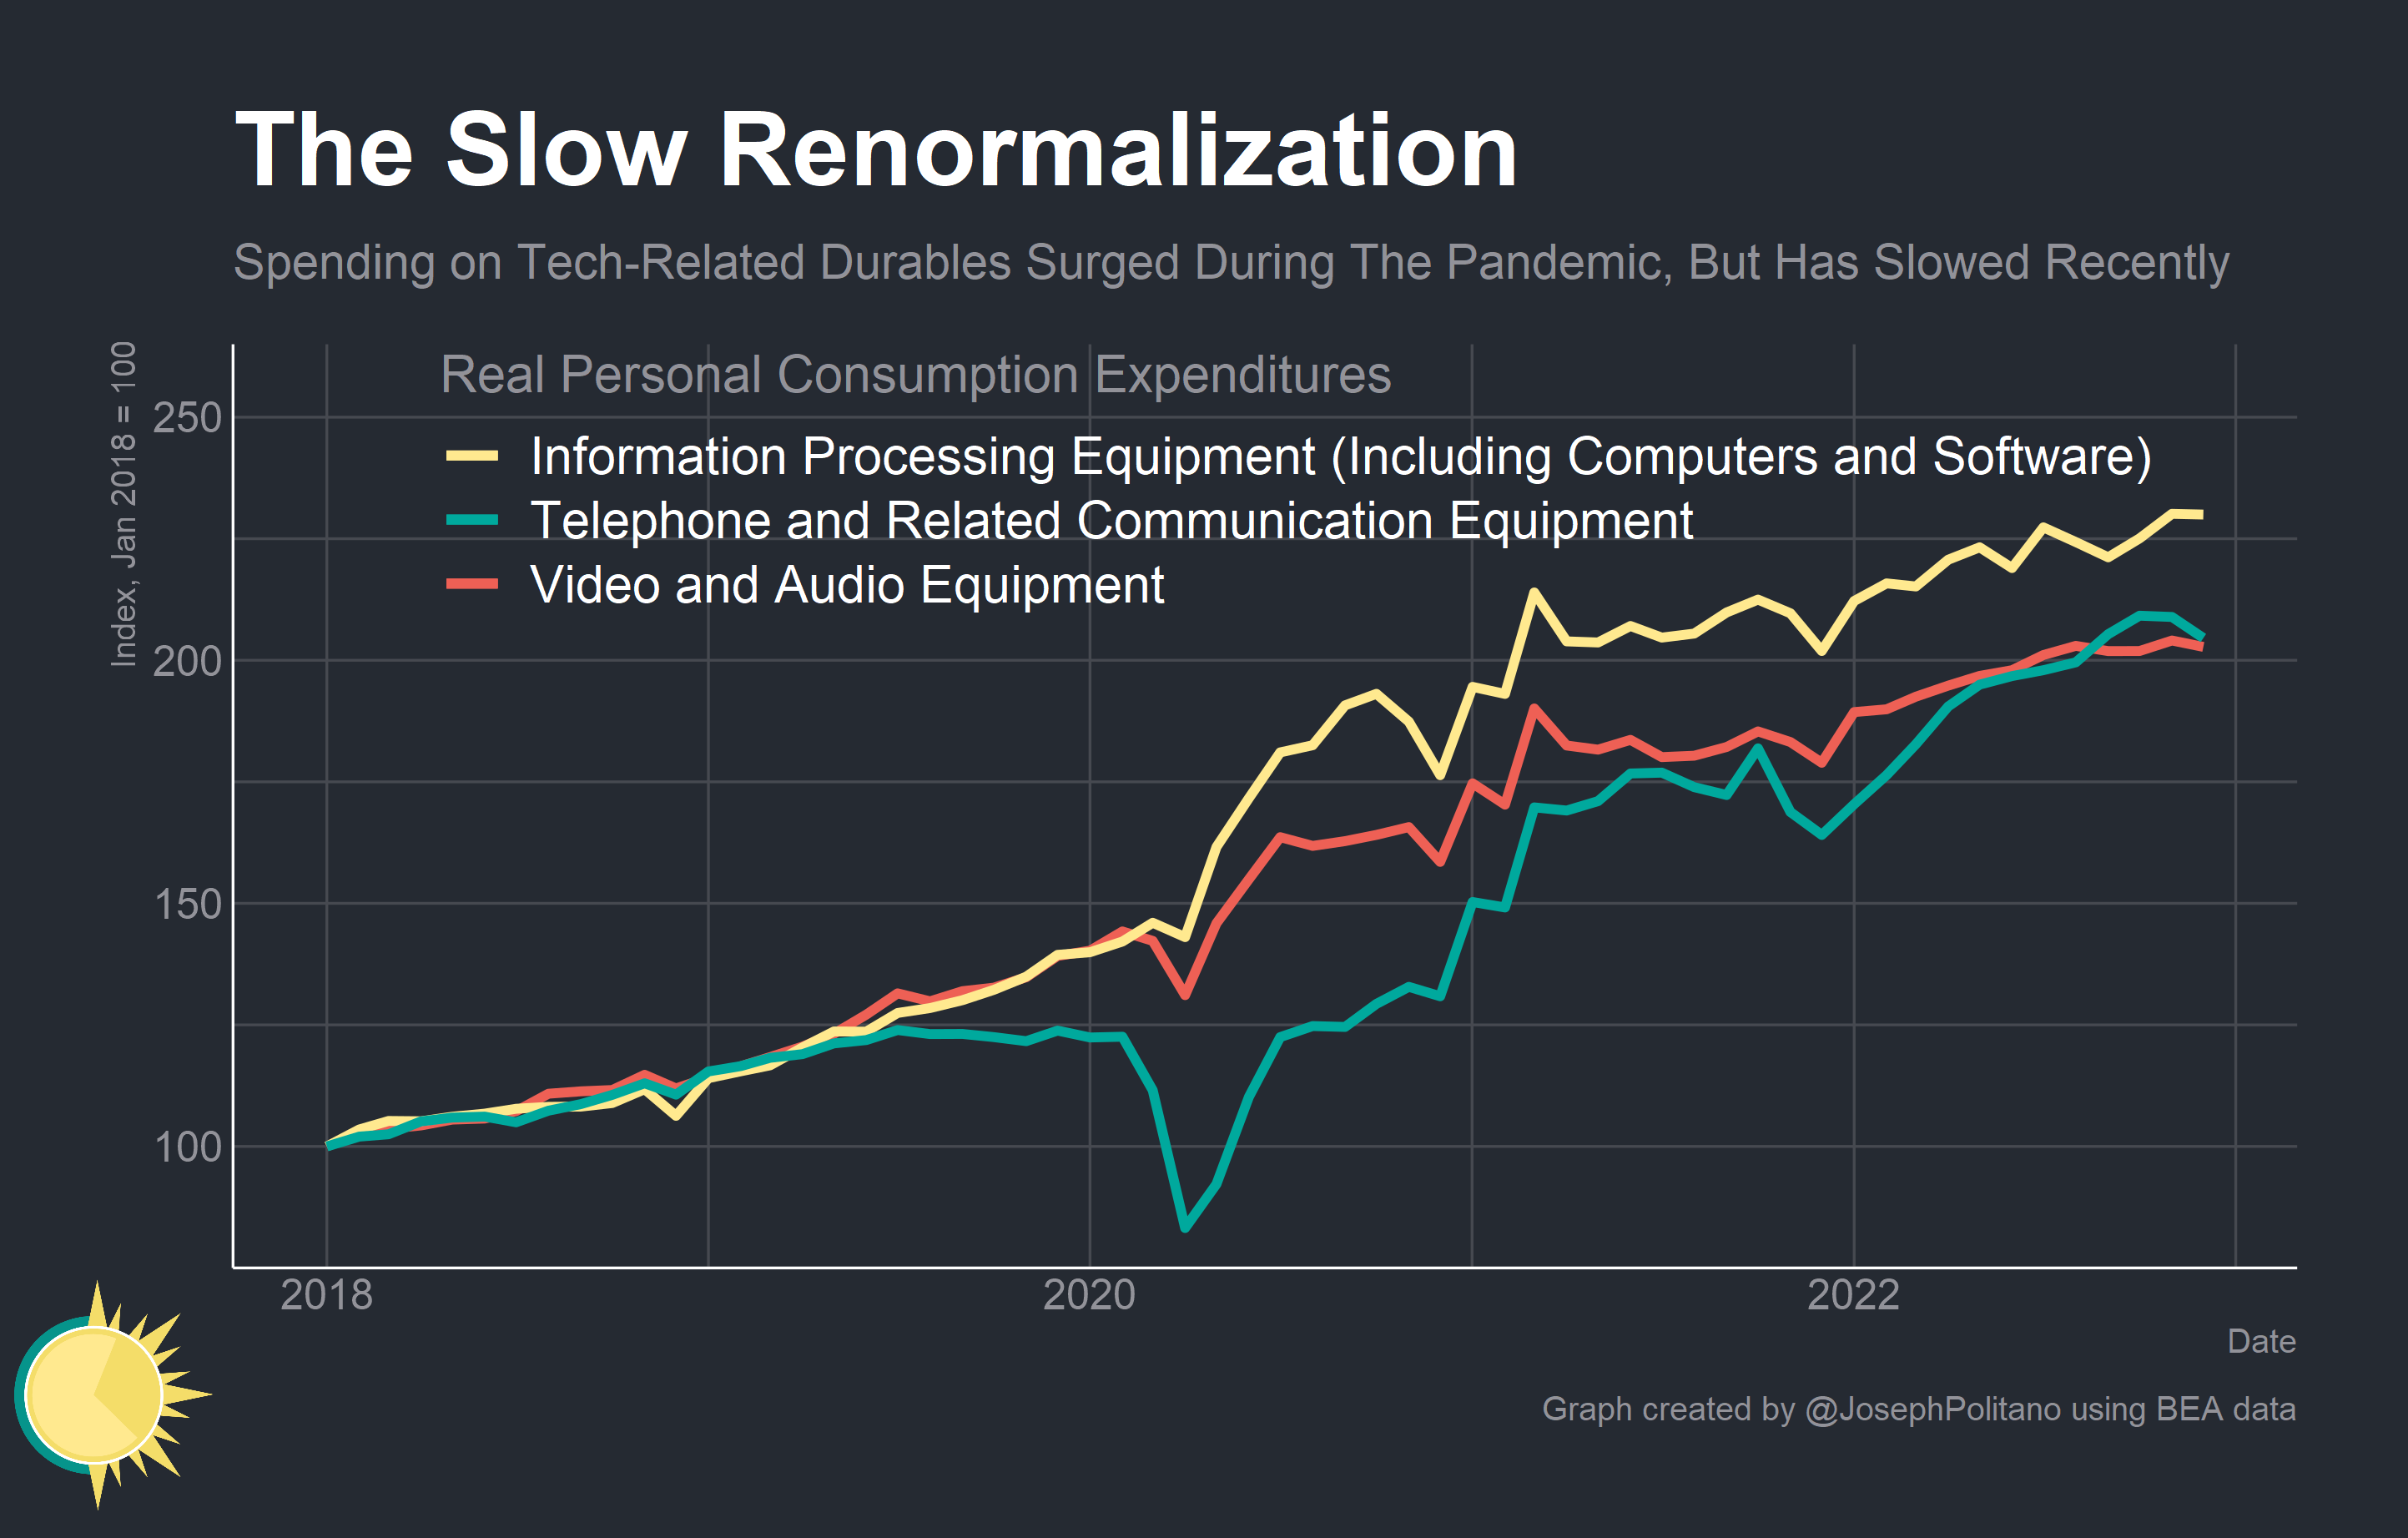 The Slow Renormalization
Spending on Tech-Related Durables Surged During The Pandemic, But Has Slowed Recently
Index, Jan 2018 = 100
Real Personal Consumption Expenditures
Information Processing Equipment (Including Computers and Software)
Telephone and Related Communication Equipment
Video and Audio Equipment
250
200
150
100
2018
2020
2022
Date
Graph created by @JosephPolitano using BEA data